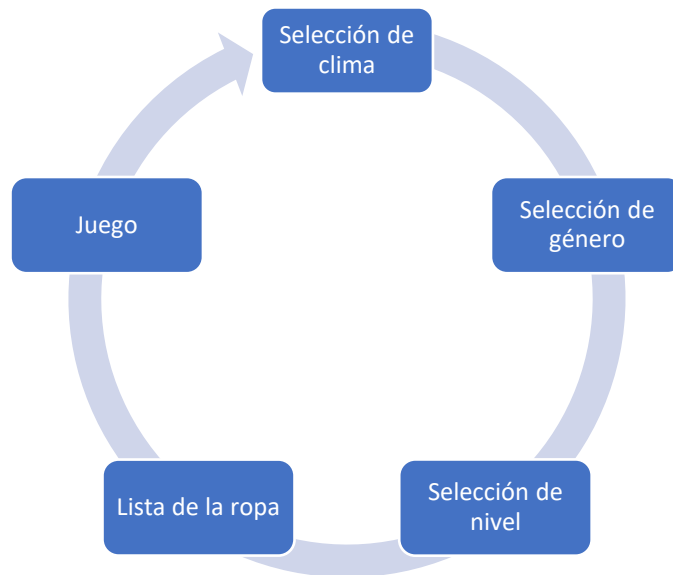 Selección de
clima
Selección de
género
Selección de
nivel
Lista de la ropa
Juego